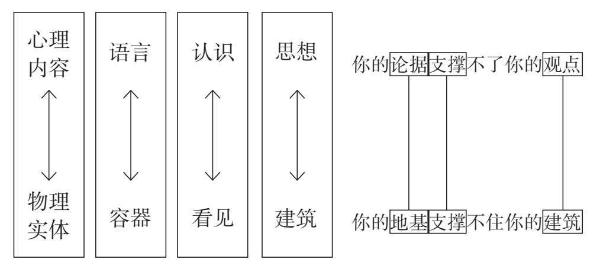 心理
内容
语言
认识
思想
你的论据支撑不了你的观点
物理
实体
容器
看见
建筑
你的地基支撑不住你的建筑